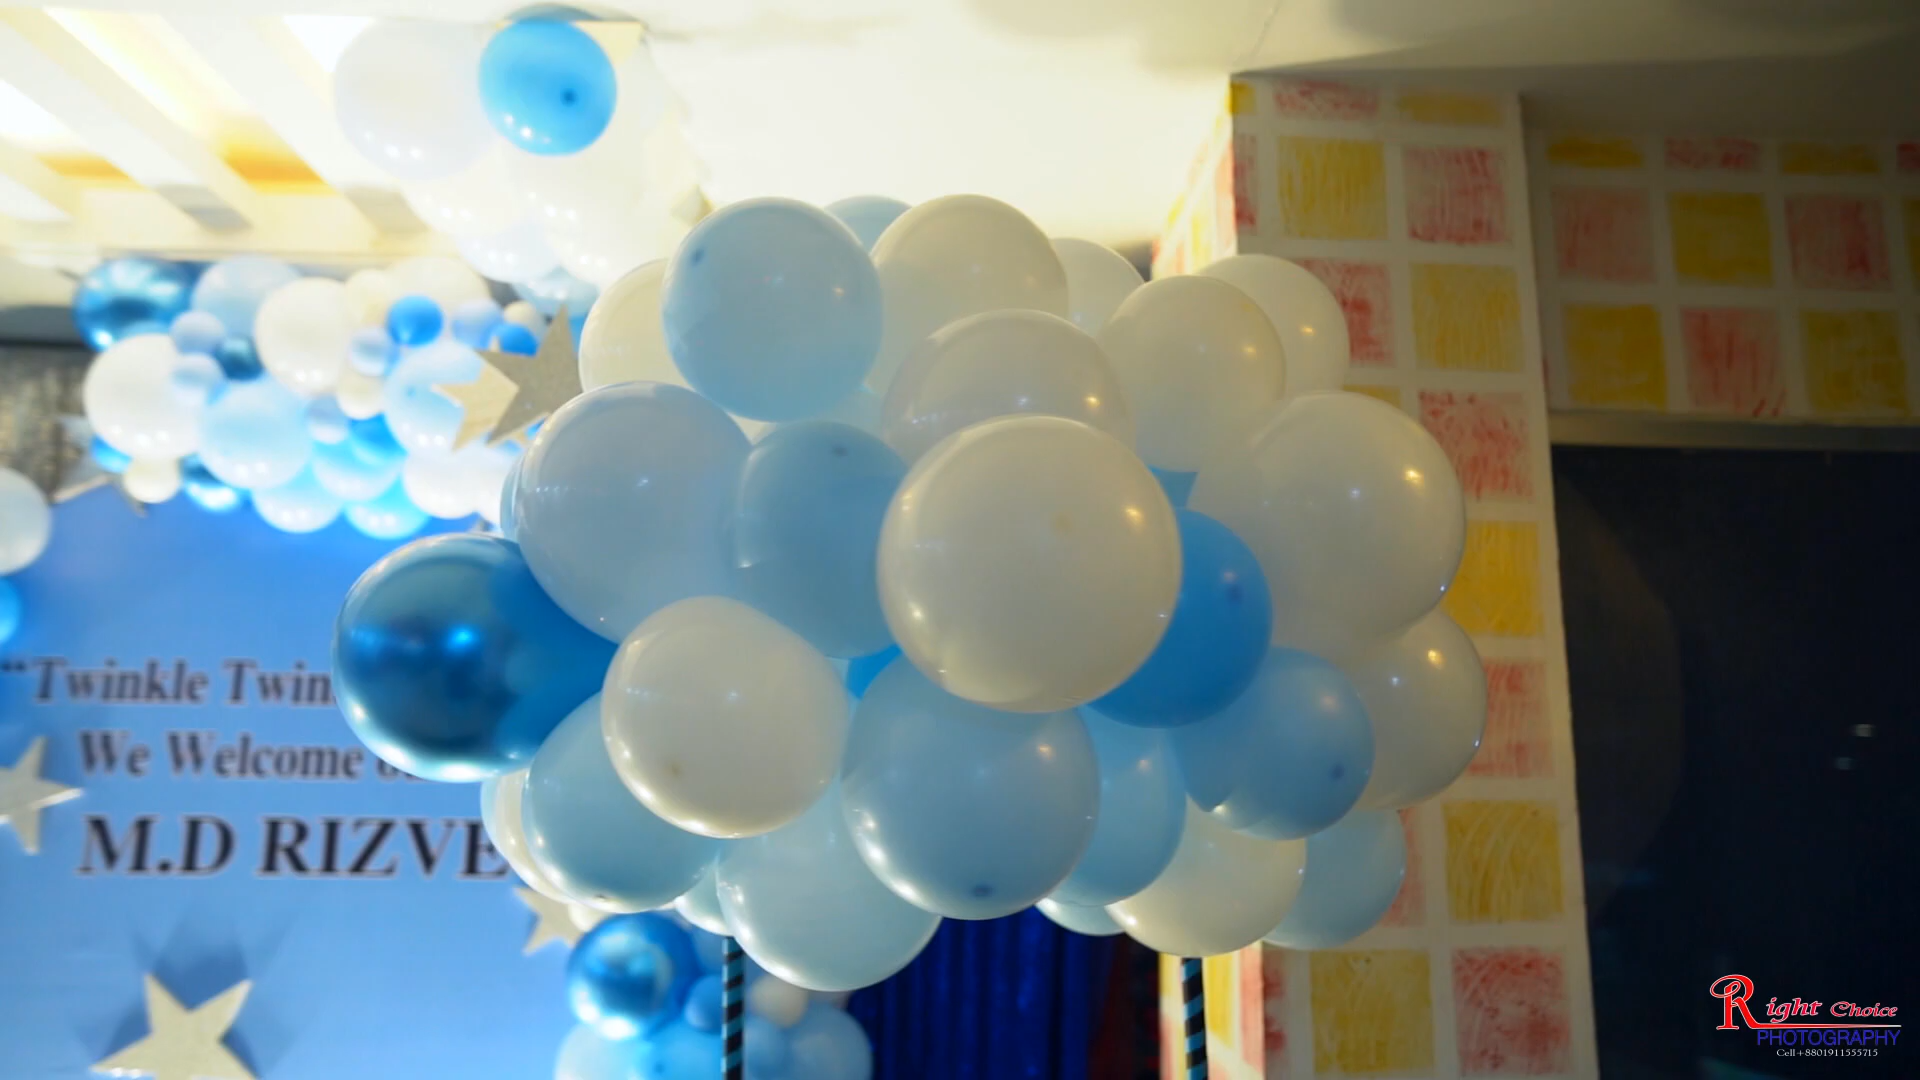 “Twinkle Twin
We Welcome
M.D RIZVE
Right Choice
PHOTOGRAPHY
Cell+8801911555715